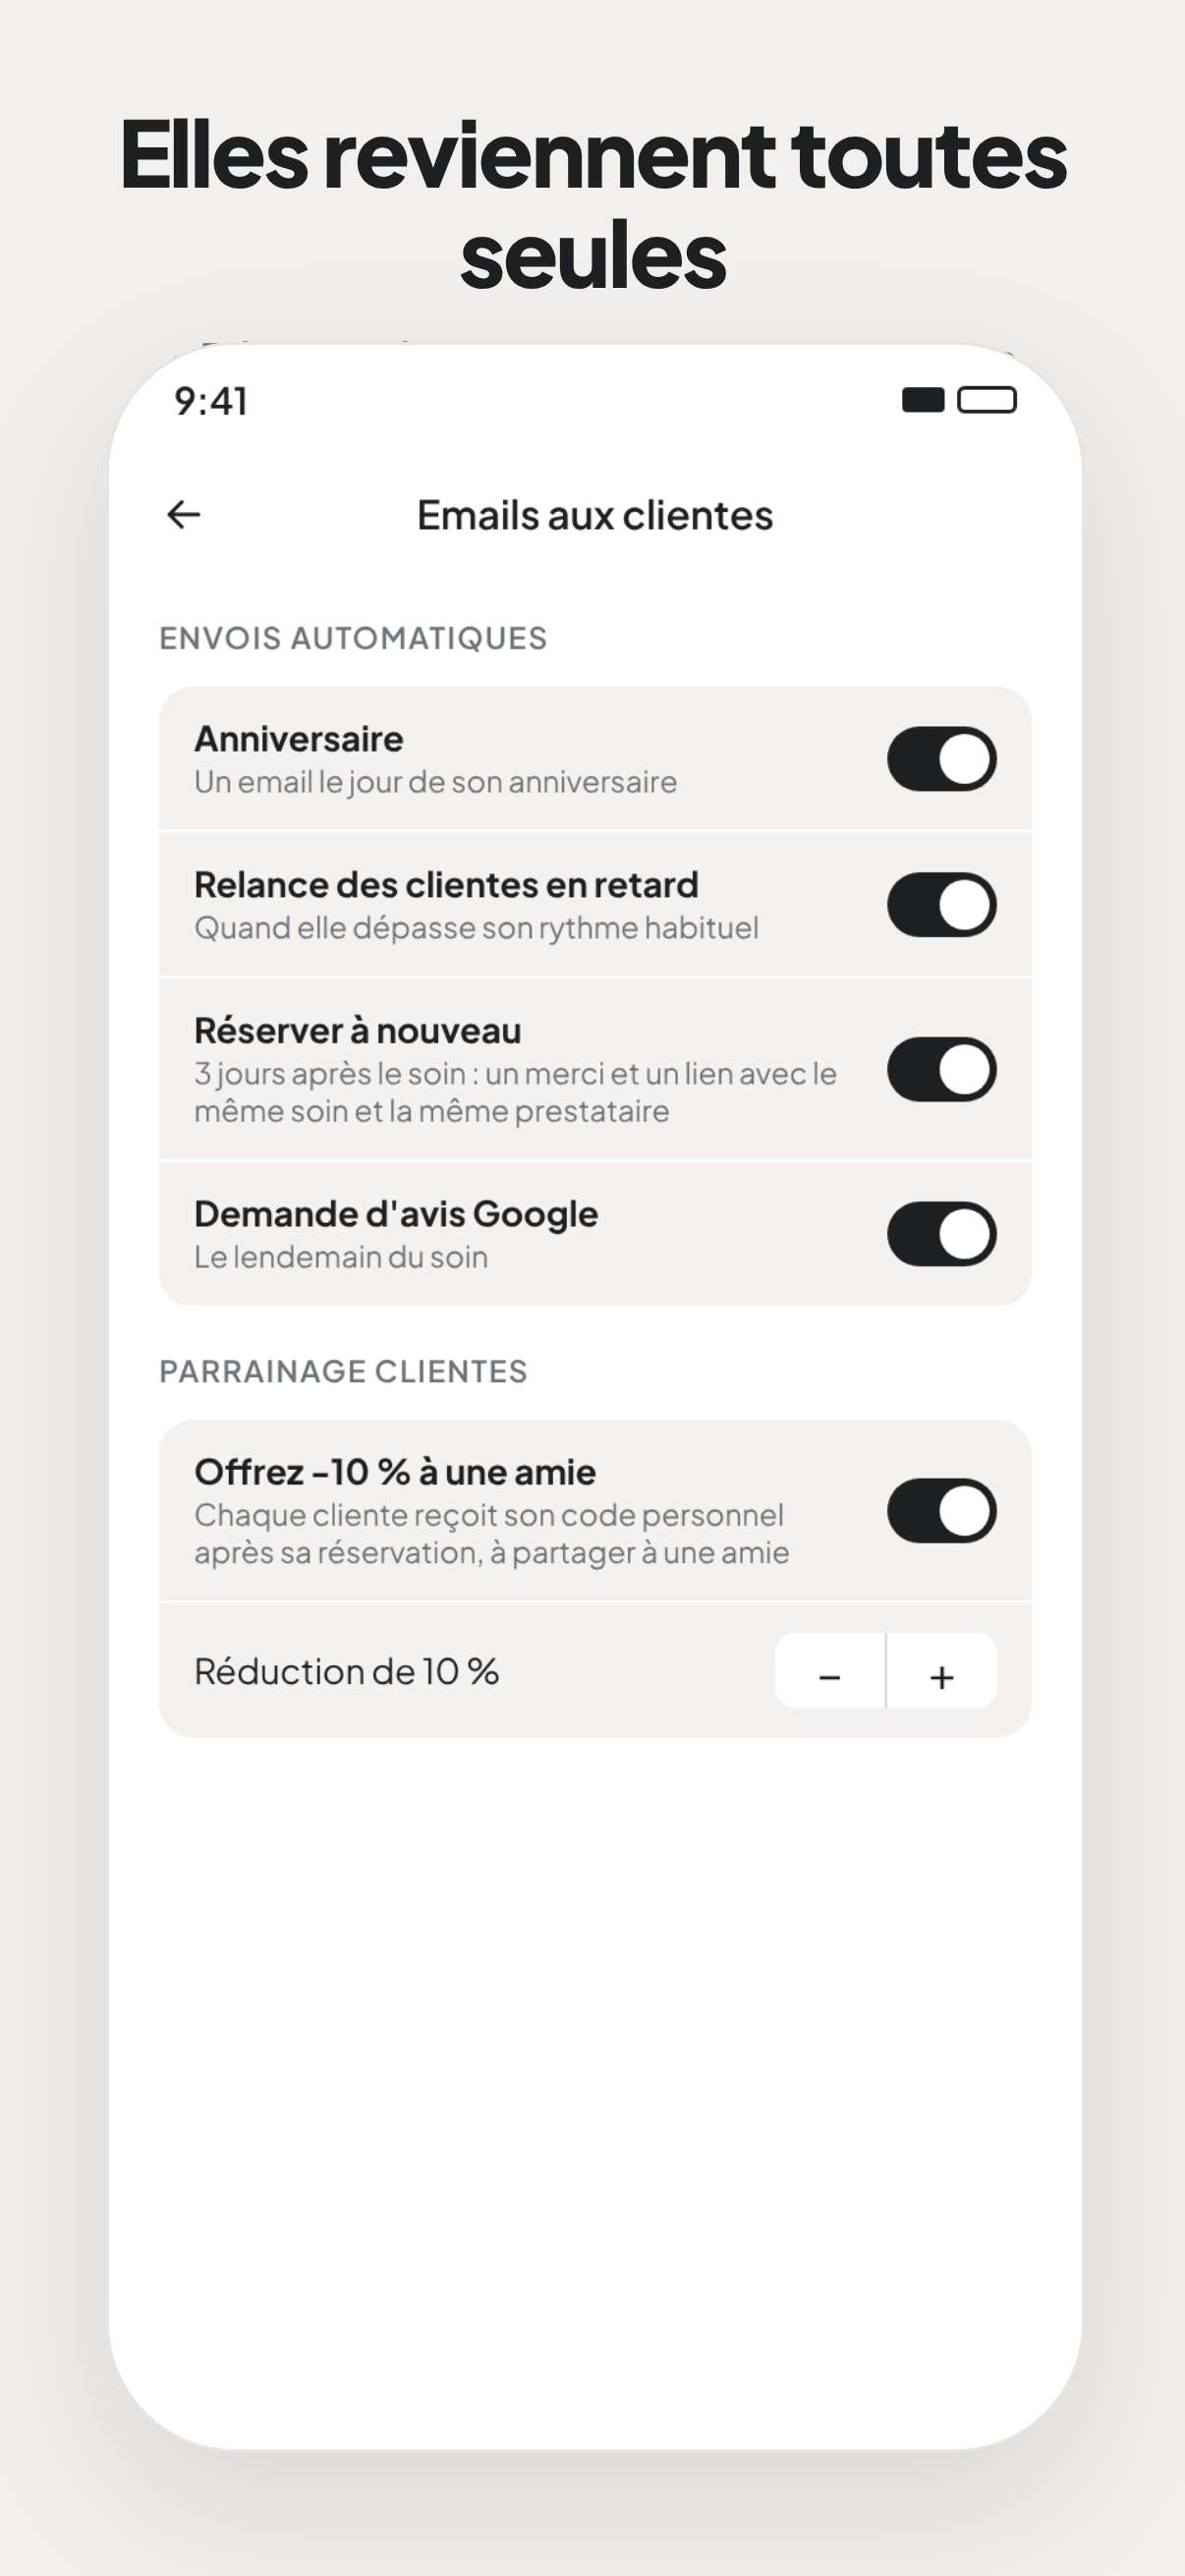 Elles reviennent toutes
seules
9:41
Emails aux clientes
ENVOIS AUTOMATIQUES
Anniversaire
Un email le jour de son anniversaire
Relance des clientes en retard
Quand elle dépasse son rythme habituel
Réserver à nouveau
3 jours après le soin : un merci et un lien avec le
même soin et la même prestataire
Demande d'avis Google
Le lendemain du soin
PARRAINAGE CLIENTES
Offrez -10 % à une amie
Chaque cliente reçoit son code personnel
après sa réservation, à partager à une amie
Réduction de 10 %
− +